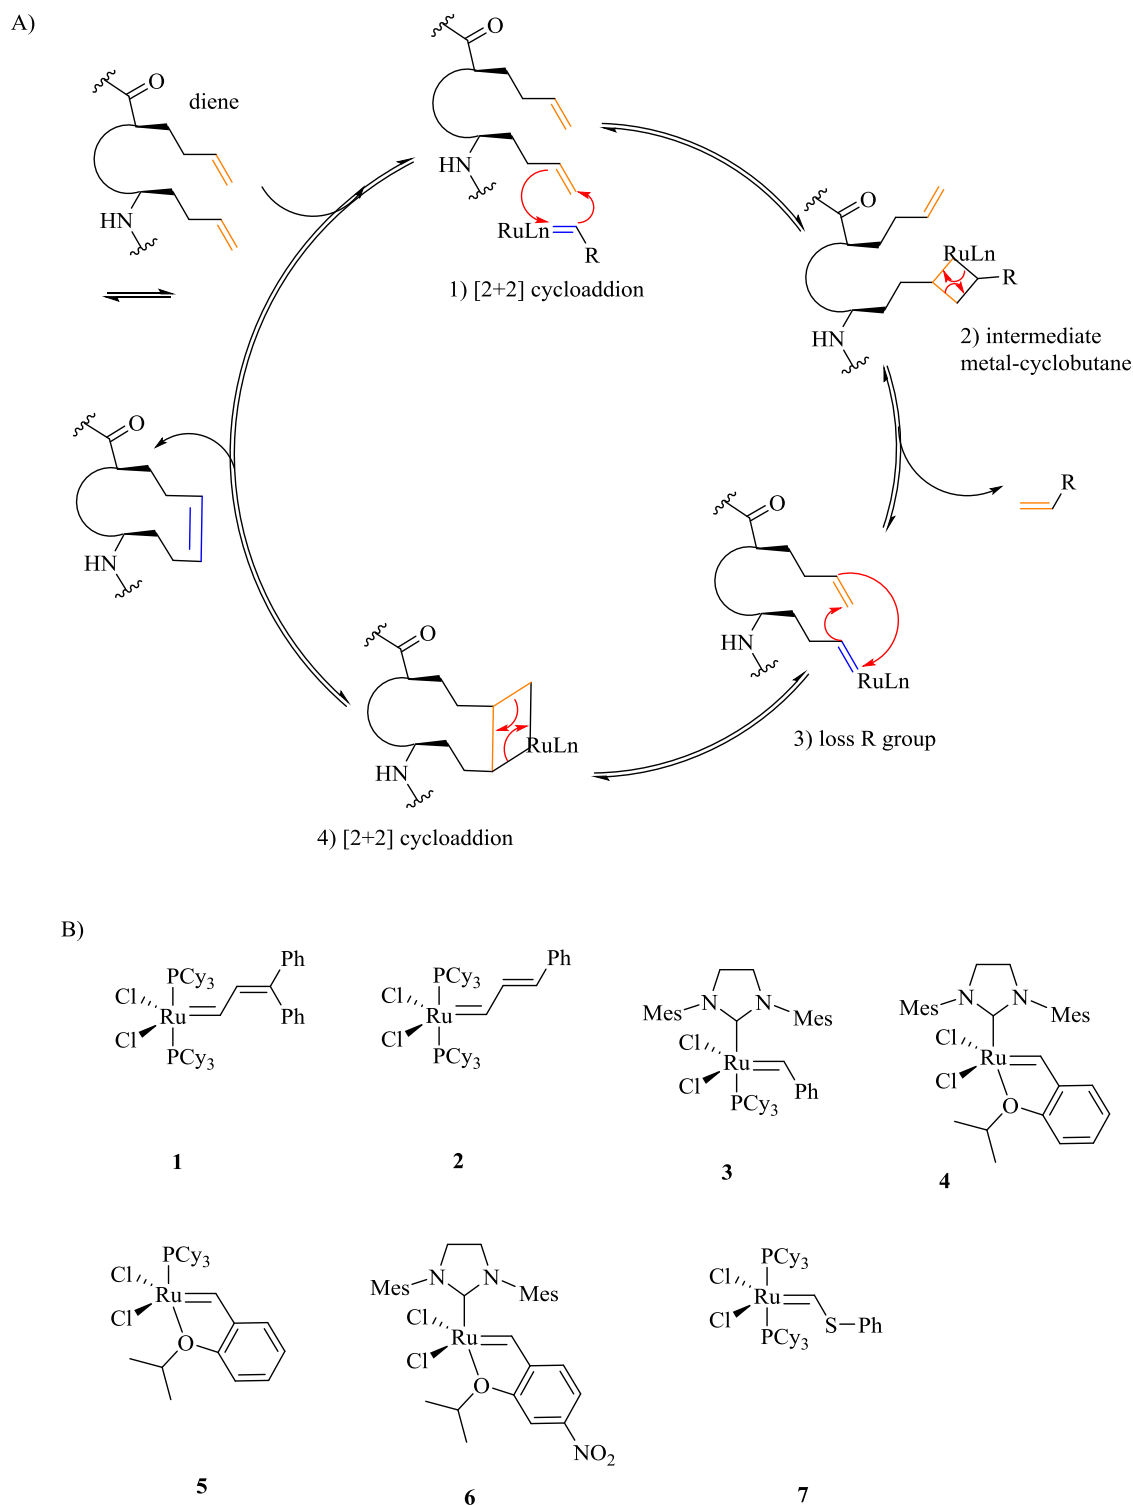 A)
O
diene
HN
O
HN
RuLn
R
1) [2+2] cycloaddion
O
RuLn
R
HN
2) intermediate
metal-cyclobutane
O
HN
R
O
HN
RuLn
3) loss R group
O
RuLn
HN
4) [2+2] cycloaddion
B)
PCy3
Cl
Ru
Cl
PCy3
Ph
Ph
1
PCy3
Cl
Ru
Cl
PCy3
Ph
2
Mes
N
N
Mes
Cl
Ru
Cl
PCy3
Ph
3
Mes
N
N
Mes
Cl
Ru
Cl
O
4
PCy3
Cl
Ru
Cl
O
5
Mes
N
N
Mes
Cl
Ru
Cl
O
NO2
6
PCy3
Cl
Ru
Cl
PCy3
S
Ph
7